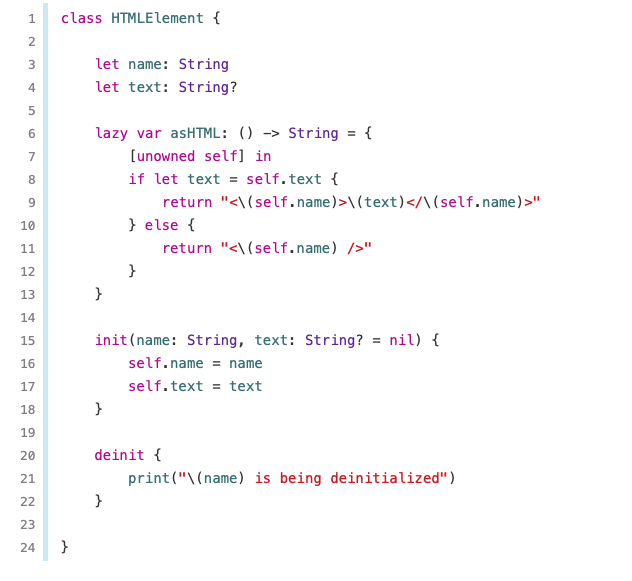 1 class HTMLElement {
2
3     let name: String
4     let text: String?
5
6     lazy var asHTML: () -> String = {
7         [unowned self] in
8         if let text = self.text {
9             return "<\(self.name)>\(text)</\(self.name)>"
10         } else {
11             return "<\(self.name) />"
12         }
13     }
14
15     init(name: String, text: String? = nil) {
16         self.name = name
17         self.text = text
18     }
19
20     deinit {
21         print("\(name) is being deinitialized")
22     }
23
24 }